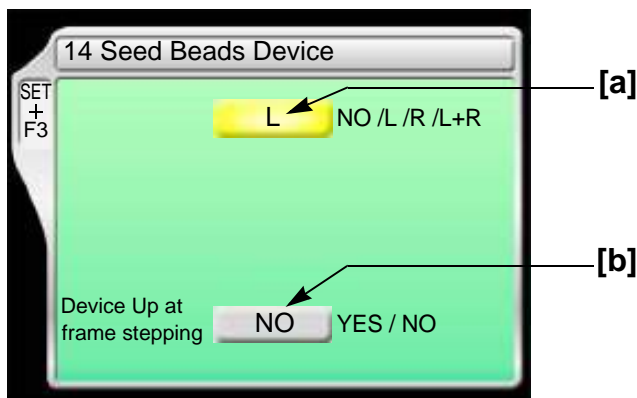 14 Seed Beads Device
SET
+
F3
L NO /L /R /L+R
[a]
[b]
Device Up at
frame stepping
NO YES / NO